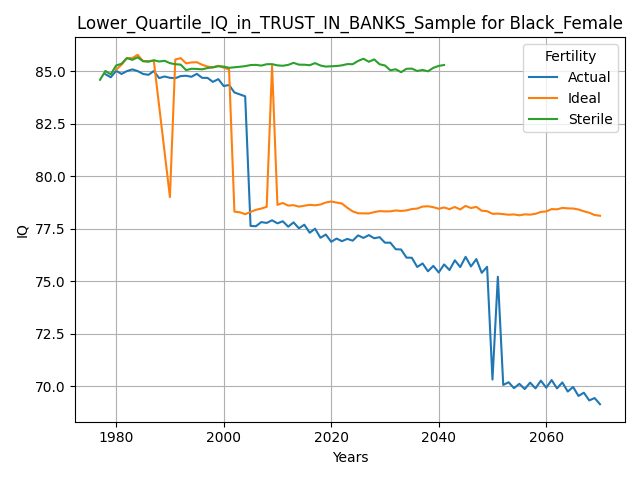 Lower_Quartile_IQ_in_TRUST_IN_BANKS_Sample for Black_Female
Fertility
Actual
Ideal
Sterile
IQ
85.0
82.5
80.0
77.5
75.0
72.5
70.0
1980 2000 2020 2040 2060
Years